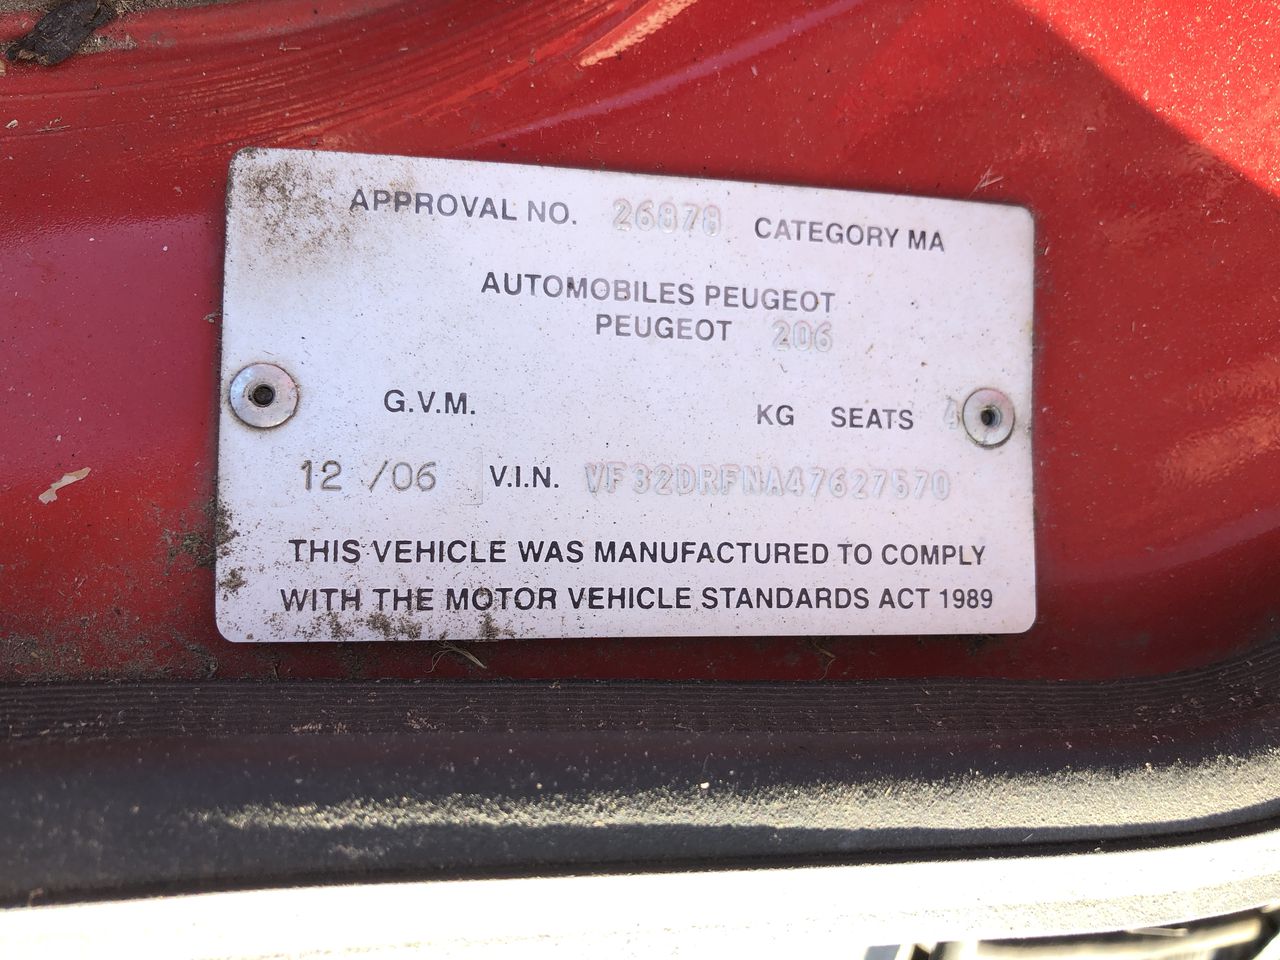 APPROVAL NO. 26878 CATEGORY MA
AUTOMOBILES PEUGEOT
PEUGEOT 206
G.V.M. KG SEATS 4
12 /06 V.I.N. VF32DRFNA47627570
THIS VEHICLE WAS MANUFACTURED TO COMPLY
WITH THE MOTOR VEHICLE STANDARDS ACT 1989